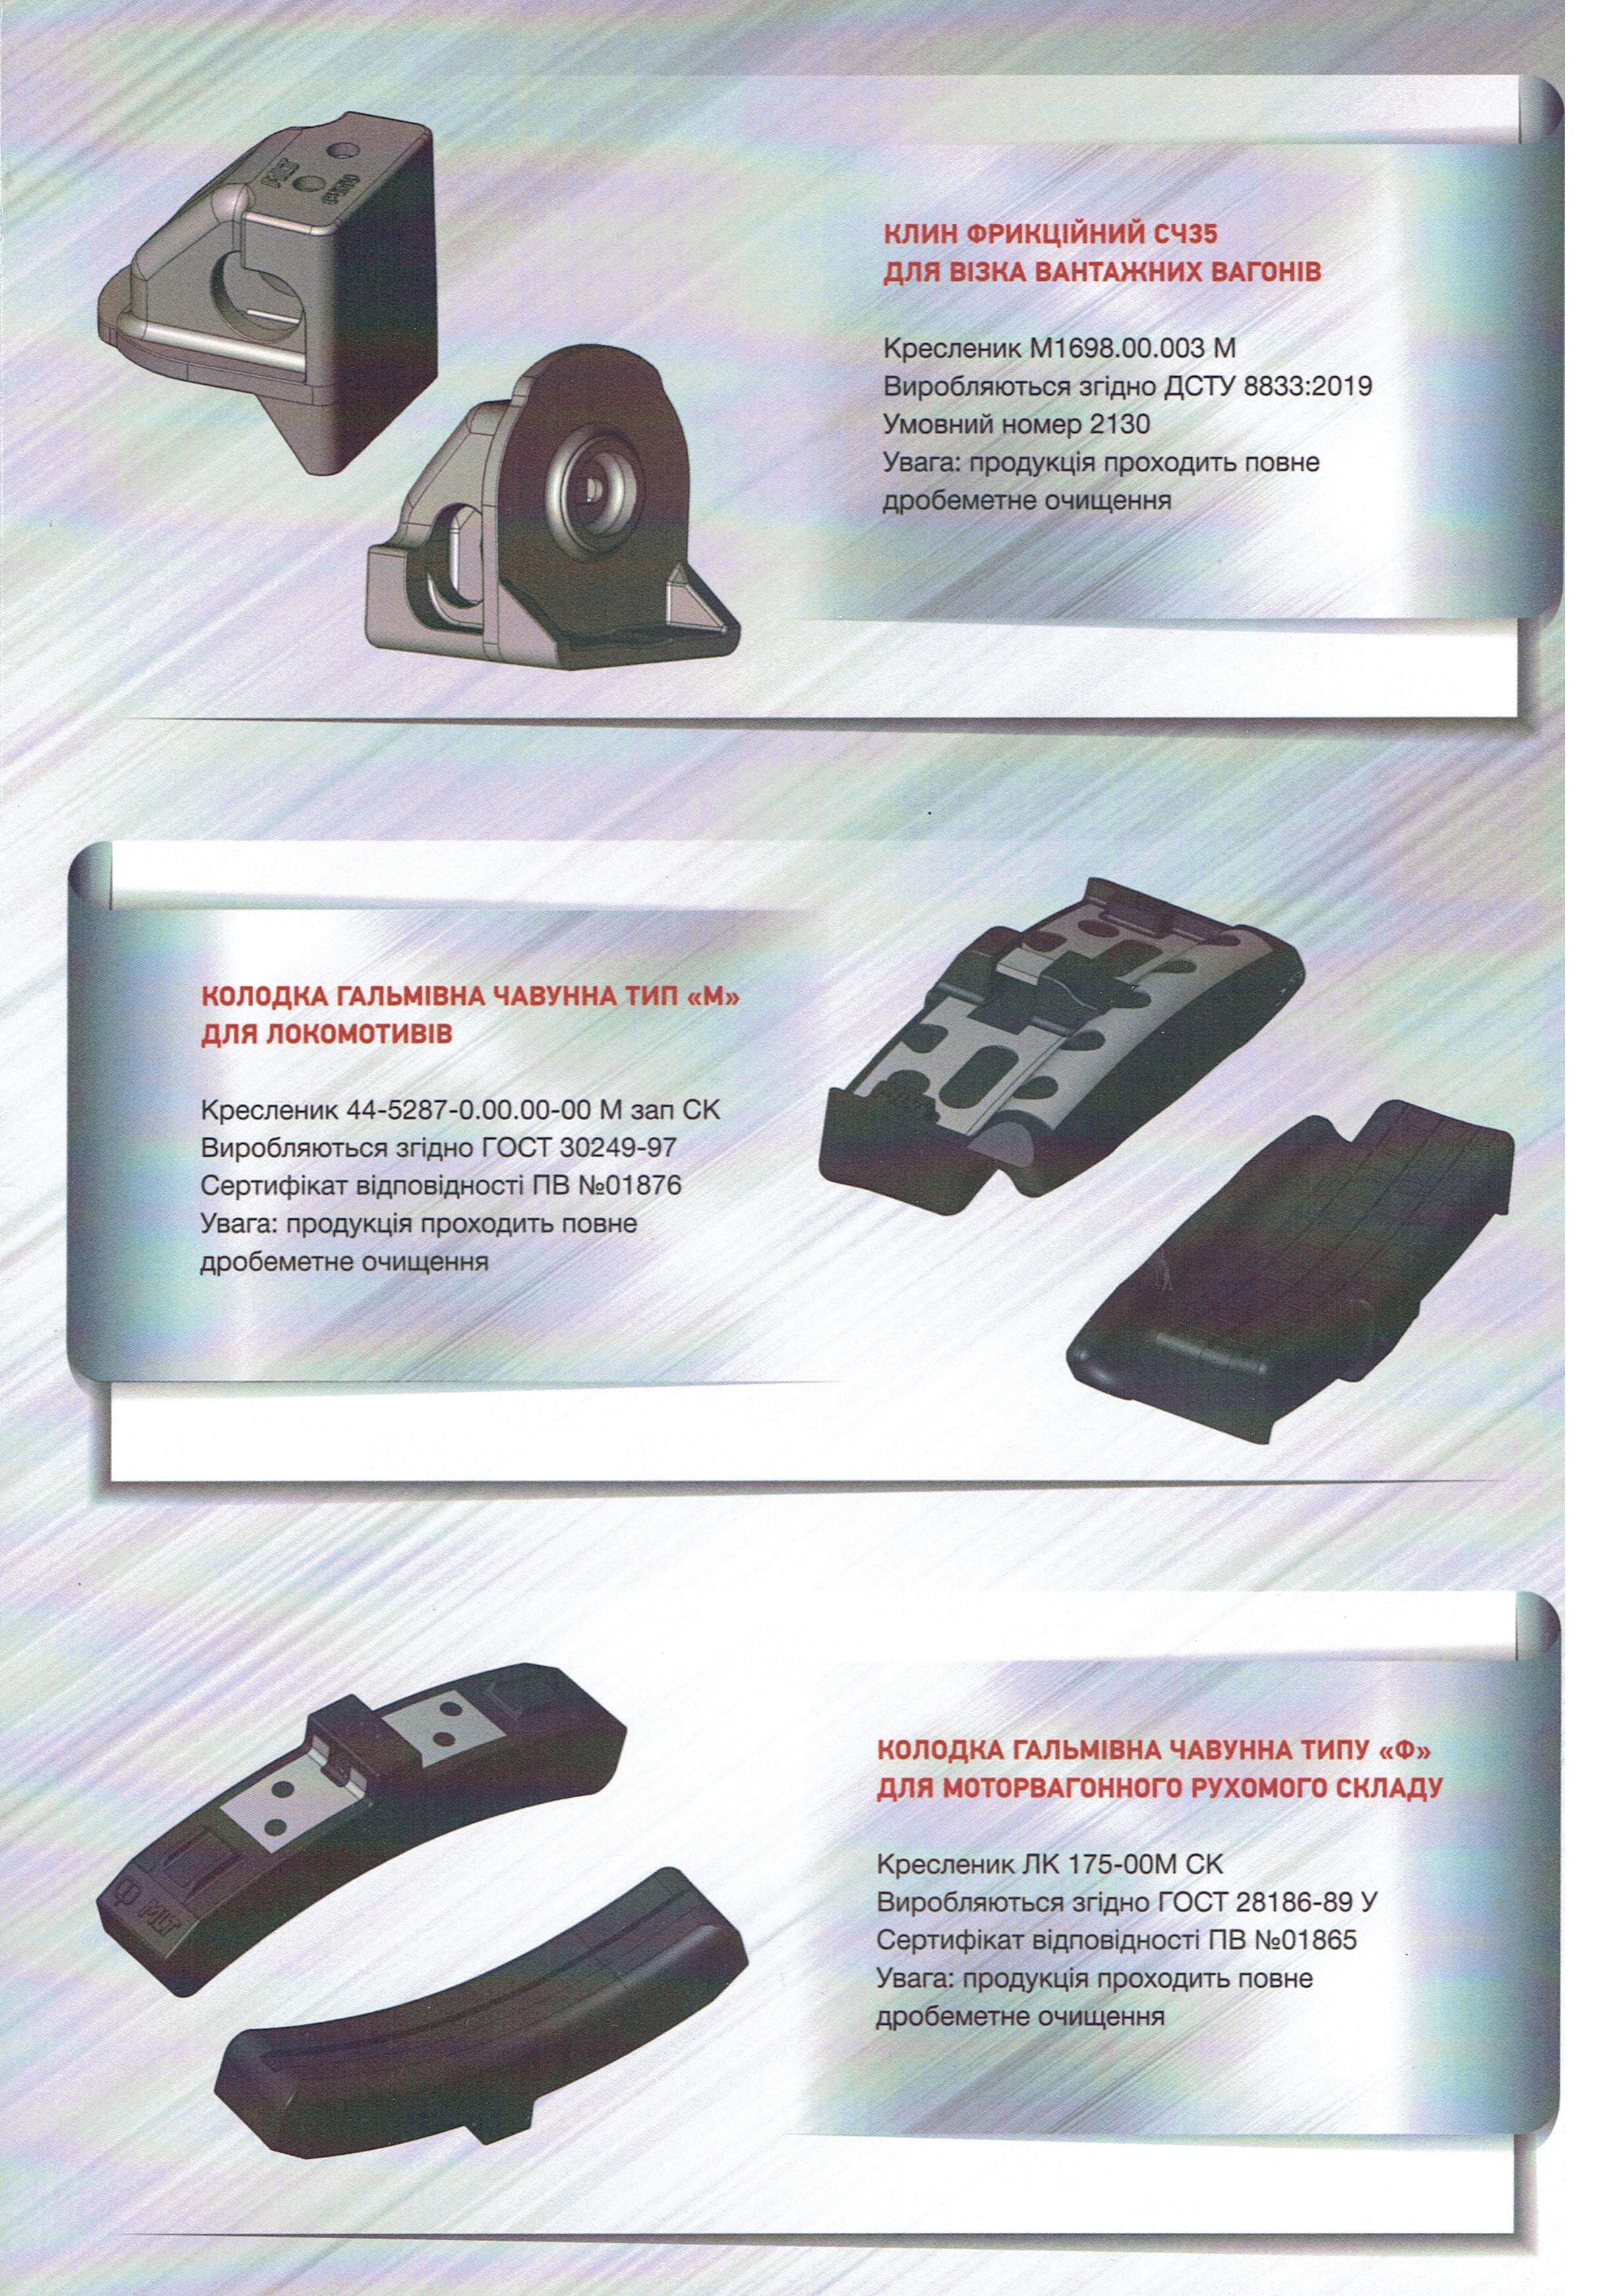 КЛИН ФРИКЦІЙНИЙ СЧ35
ДЛЯ ВІЗКА ВАНТАЖНИХ ВАГОНІВ
Кресленик М1698.00.003 М
Виробляються згідно ДСТУ 8833:2019
Умовний номер 2130
Увага: продукція проходить повне
дробеметне очищення
КОЛОДКА ГАЛЬМІВНА ЧАВУННА ТИП «М»
ДЛЯ ЛОКОМОТИВІВ
Кресленик 44-5287-0.00.00-00 М зап СК
Виробляються згідно ГОСТ 30249-97
Сертифікат відповідності ПВ №01876
Увага: продукція проходить повне
дробеметне очищення
КОЛОДКА ГАЛЬМІВНА ЧАВУННА ТИПУ «Ф»
ДЛЯ МОТОРВАГОННОГО РУХОМОГО СКЛАДУ
Кресленик ЛК 175-00М СК
Виробляються згідно ГОСТ 28186-89 У
Сертифікат відповідності ПВ №01865
Увага: продукція проходить повне
дробеметне очищення